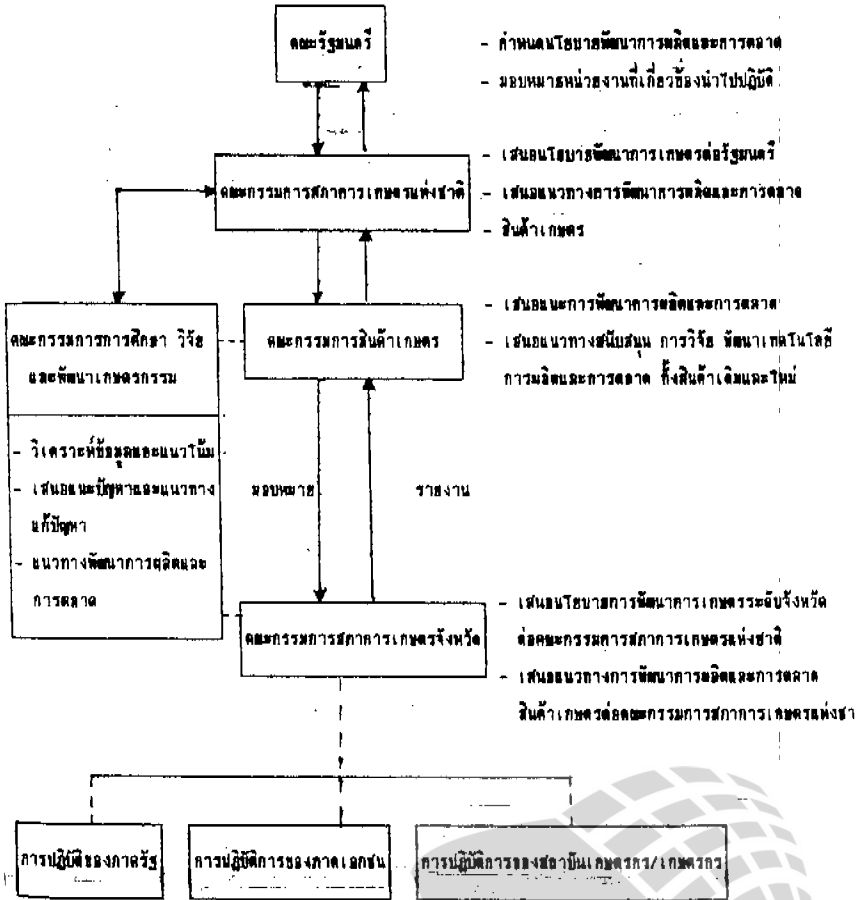 คณะรัฐมนตรี
- กำหนดนโยบายพัฒนาการผลิตและการตลาด
- มอบหมายหน่วยงานที่เกี่ยวข้องนำไปปฏิบัติ
คณะกรรมการสภาการเกษตรแห่งชาติ
- เสนอนโยบายพัฒนาการเกษตรต่อรัฐมนตรี
- เสนอแนวทางการพัฒนาการผลิตและการตลาด
- สินค้าเกษตร
คณะกรรมการการศึกษา วิจัย
และพัฒนาเกษตรกรรม
- วิเคราะห์ข้อมูลและแนวโน้ม
- เสนอแนะปัญหาและแนวทาง
แก้ปัญหา
- แนวทางพัฒนาการผลิตและ
การตลาด
คณะกรรมการสินค้าเกษตร
- เสนอแนะการพัฒนาการผลิตและการตลาด
- เสนอแนวทางสนับสนุน การวิจัย พัฒนาเทคโนโลยี
การผลิตและการตลาด ทั้งสินค้าเดิมและใหม่
มอบหมาย
รายงาน
คณะกรรมการสภาการเกษตรจังหวัด
- เสนอนโยบายการพัฒนาการเกษตรระดับจังหวัด
ต่อคณะกรรมการสภาการเกษตรแห่งชาติ
- เสนอแนวทางการพัฒนาการผลิตและการตลาด
สินค้าเกษตรต่อคณะกรรมการสภาการเกษตรแห่งชา
การปฏิบัติของภาครัฐ
การปฏิบัติการของภาคเอกชน
การปฏิบัติการของสถาบันเกษตรกร/เกษตรกร